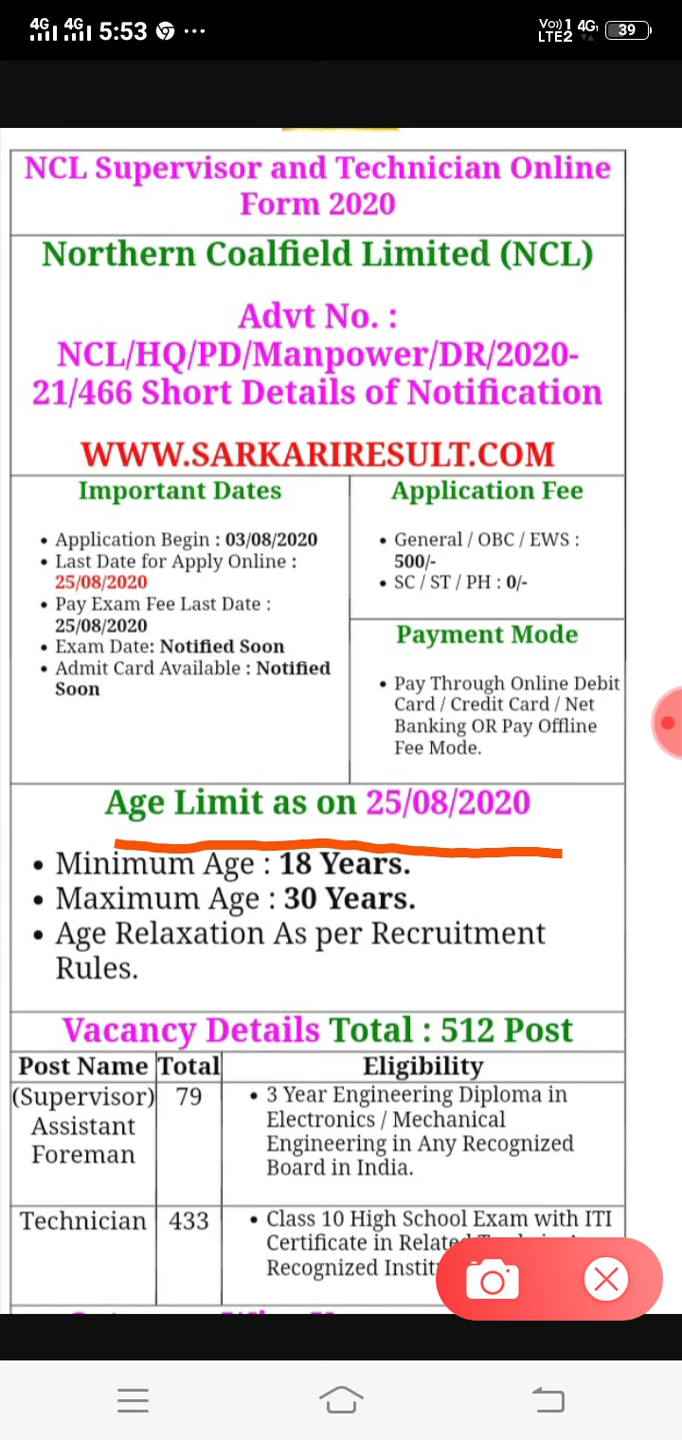 4G 4G 5:53 ...
Vo)) 1 4G
LTE2
39
NCL Supervisor and Technician Online
Form 2020
Northern Coalfield Limited (NCL)
Advt No. :
NCL/HQ/PD/Manpower/DR/2020-
21/466 Short Details of Notification
WWW.SARKARIRESULT.COM
Important Dates
• Application Begin : 03/08/2020
• Last Date for Apply Online :
25/08/2020
• Pay Exam Fee Last Date :
25/08/2020
• Exam Date: Notified Soon
• Admit Card Available : Notified
Soon
Application Fee
• General / OBC / EWS :
500/-
• SC / ST / PH : 0/-
Payment Mode
• Pay Through Online Debit
Card / Credit Card / Net
Banking OR Pay Offline
Fee Mode.
Age Limit as on 25/08/2020
• Minimum Age : 18 Years.
• Maximum Age : 30 Years.
• Age Relaxation As per Recruitment
Rules.
Vacancy Details Total : 512 Post
Post Name Total Eligibility
(Supervisor)
Assistant
Foreman
79
• 3 Year Engineering Diploma in
Electronics / Mechanical
Engineering in Any Recognized
Board in India.
Technician
433
• Class 10 High School Exam with ITI
Certificate in
Recognized